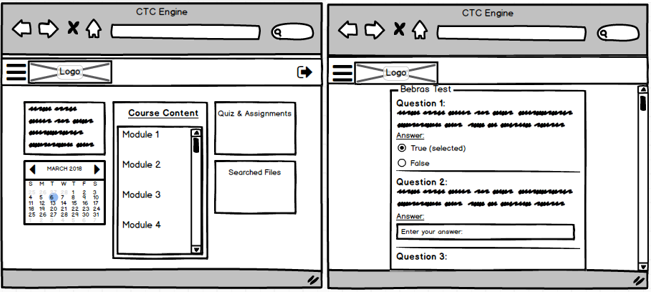 CTC Engine
Logo
Course Content
Module 1
Module 2
Module 3
Module 4
Quiz & Assignments
Searched Files
MARCH 2018
S M T W T F S
1 2 3
4 5 6 7 8 9 10
11 12 13 14 15 16 17
18 19 20 21 22 23 24
25 26 27 28 29 30 31
CTC Engine
Logo
Bebras Test
Question 1:
Answer:
True (selected)
False
Question 2:
Answer:
Enter your answer:
Question 3: